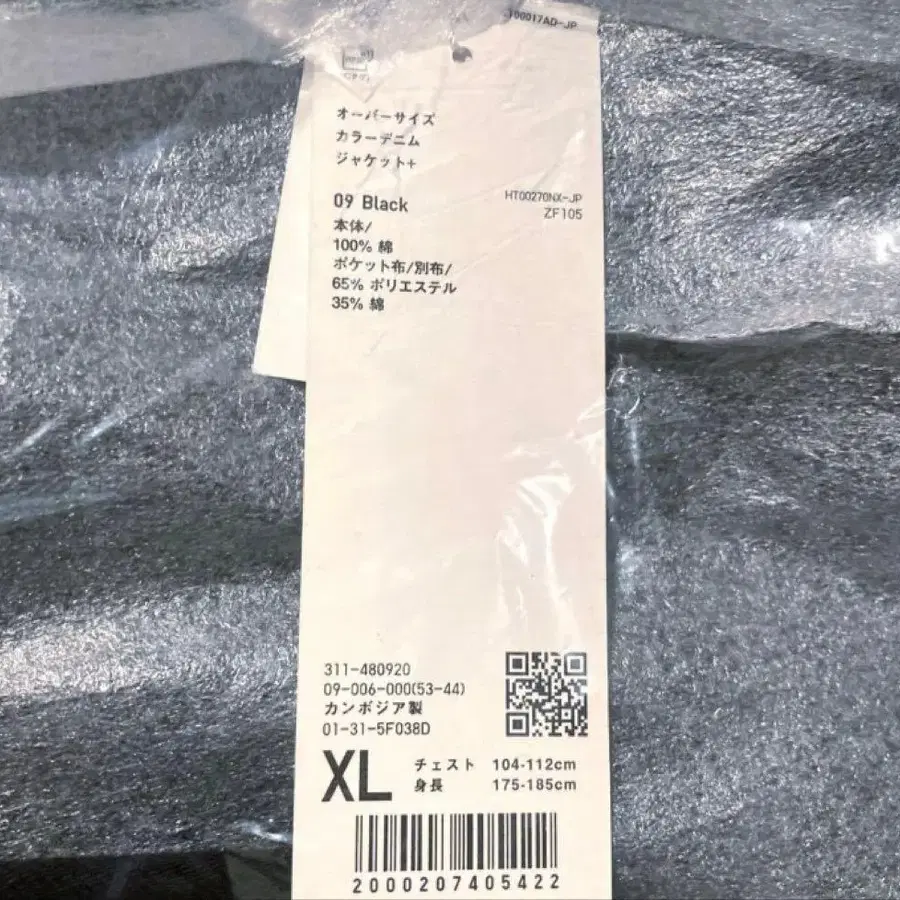 100017AD-JP
オーバーサイズ
カラーデニム
ジャケット+
09 Black
HT00270NX-JP
ZF105
本体/
100% 綿
ポケット布/別布/
65% ポリエステル
35% 綿
311-480920
09-006-000(53-44)
カンボジア製
01-31-5F038D
XL
チェスト 104-112cm
身長 175-185cm
2000207405422